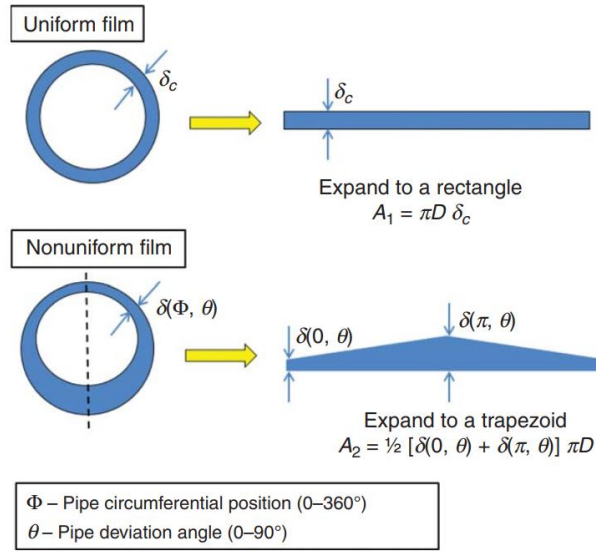 Uniform film
δc
δc
Expand to a rectangle
A1 = πD δc
Nonuniform film
δ(Φ, θ)
δ(0, θ)
δ(π, θ)
Expand to a trapezoid
A2 = ½ [δ(0, θ) + δ(π, θ)] πD
Φ – Pipe circumferential position (0–360°)
θ – Pipe deviation angle (0–90°)